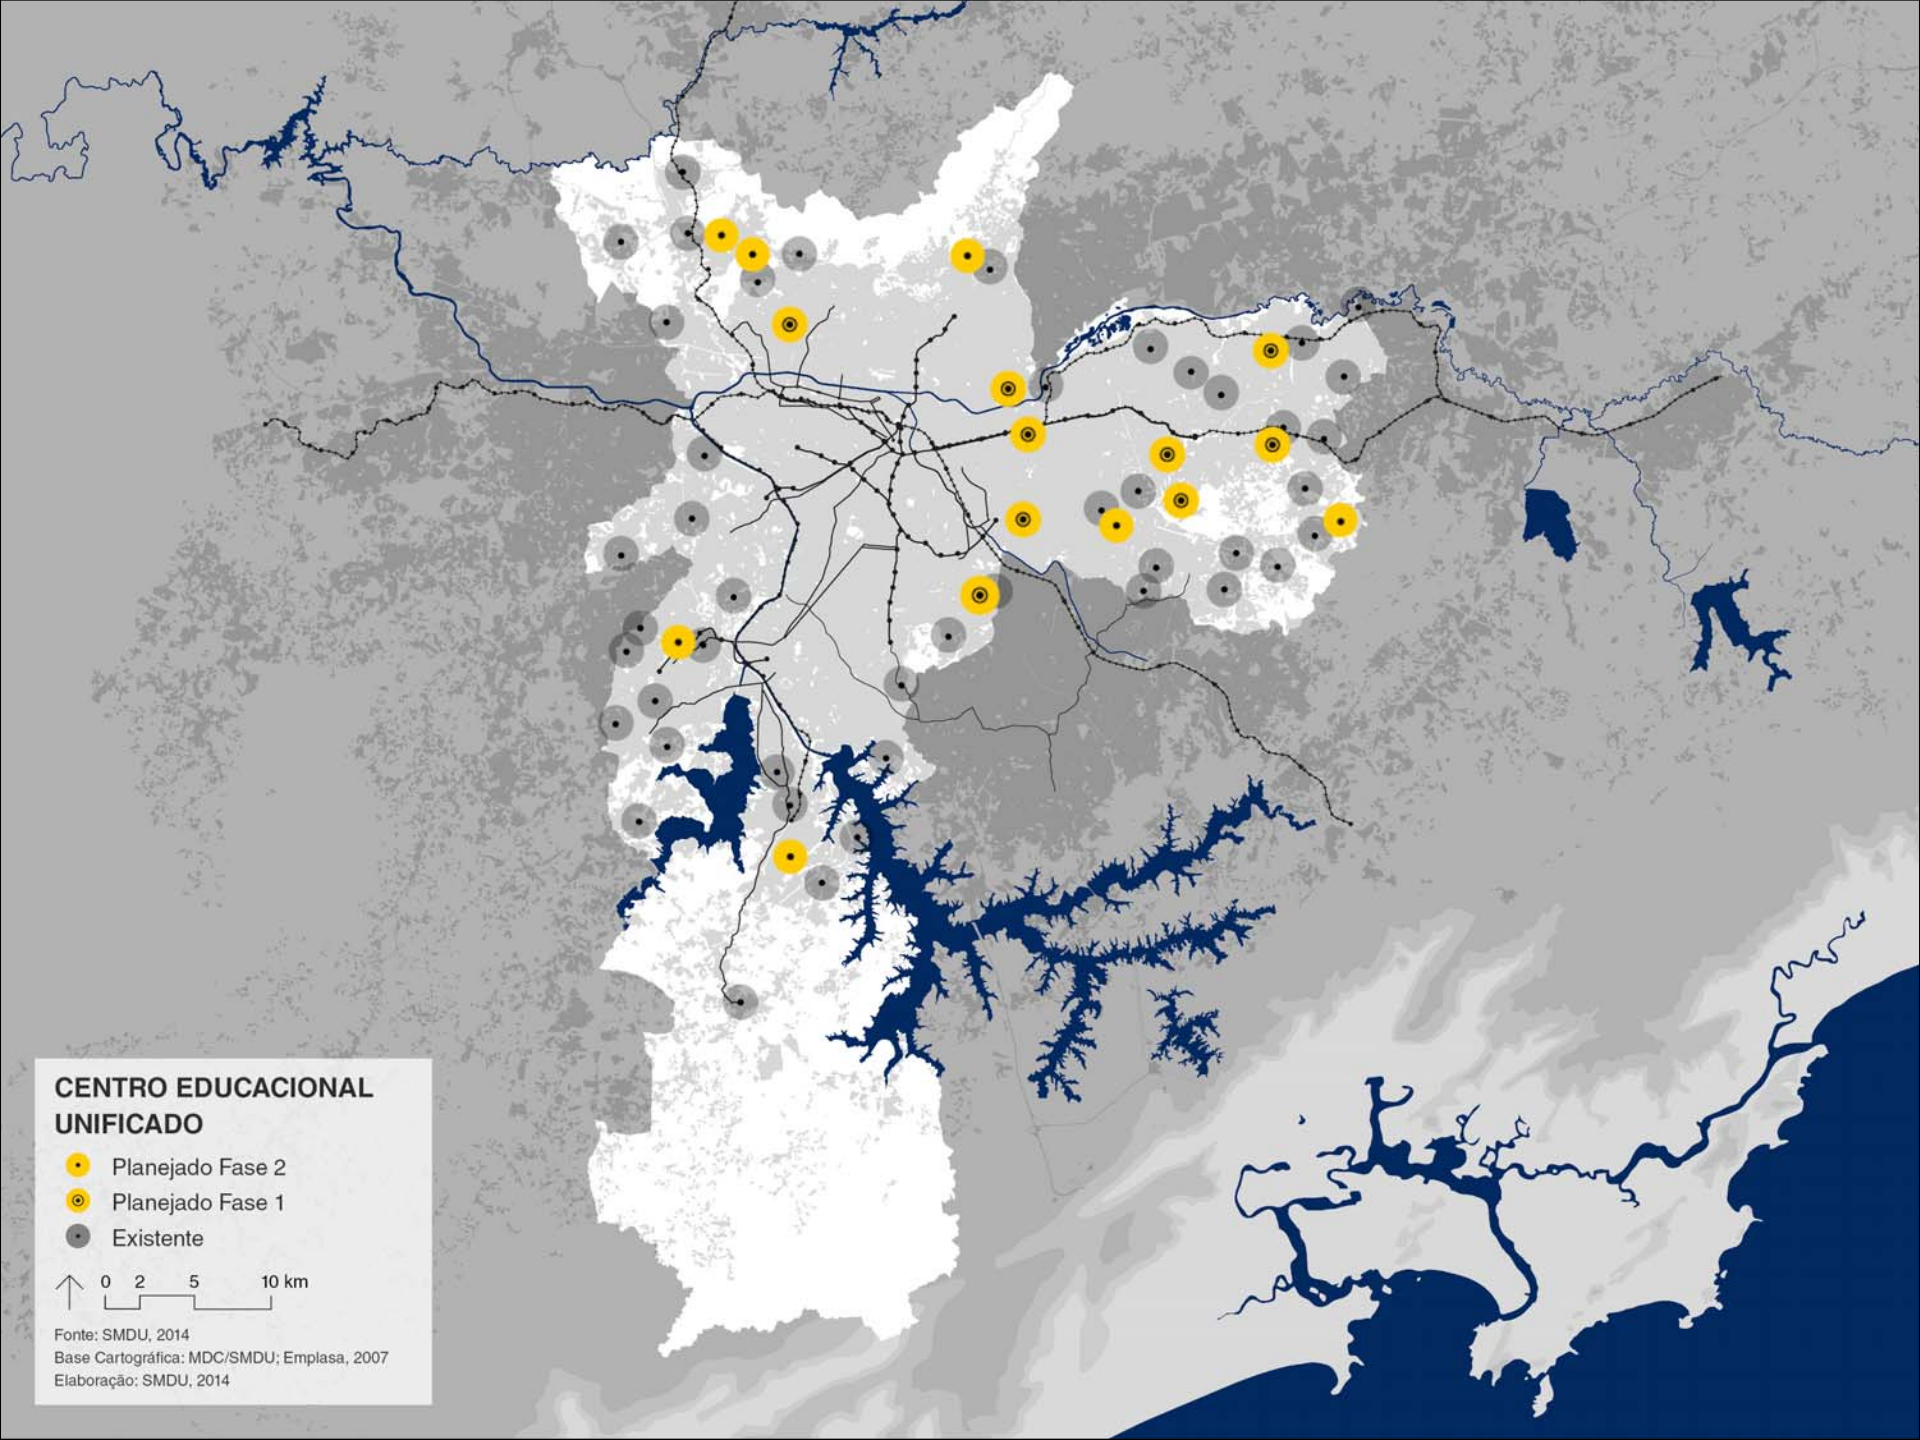 CENTRO EDUCACIONAL
UNIFICADO
Planejado Fase 2
Planejado Fase 1
Existente
0 2 5 10 km
Fonte: SMDU, 2014
Base Cartográfica: MDC/SMDU; Emplasa, 2007
Elaboração: SMDU, 2014